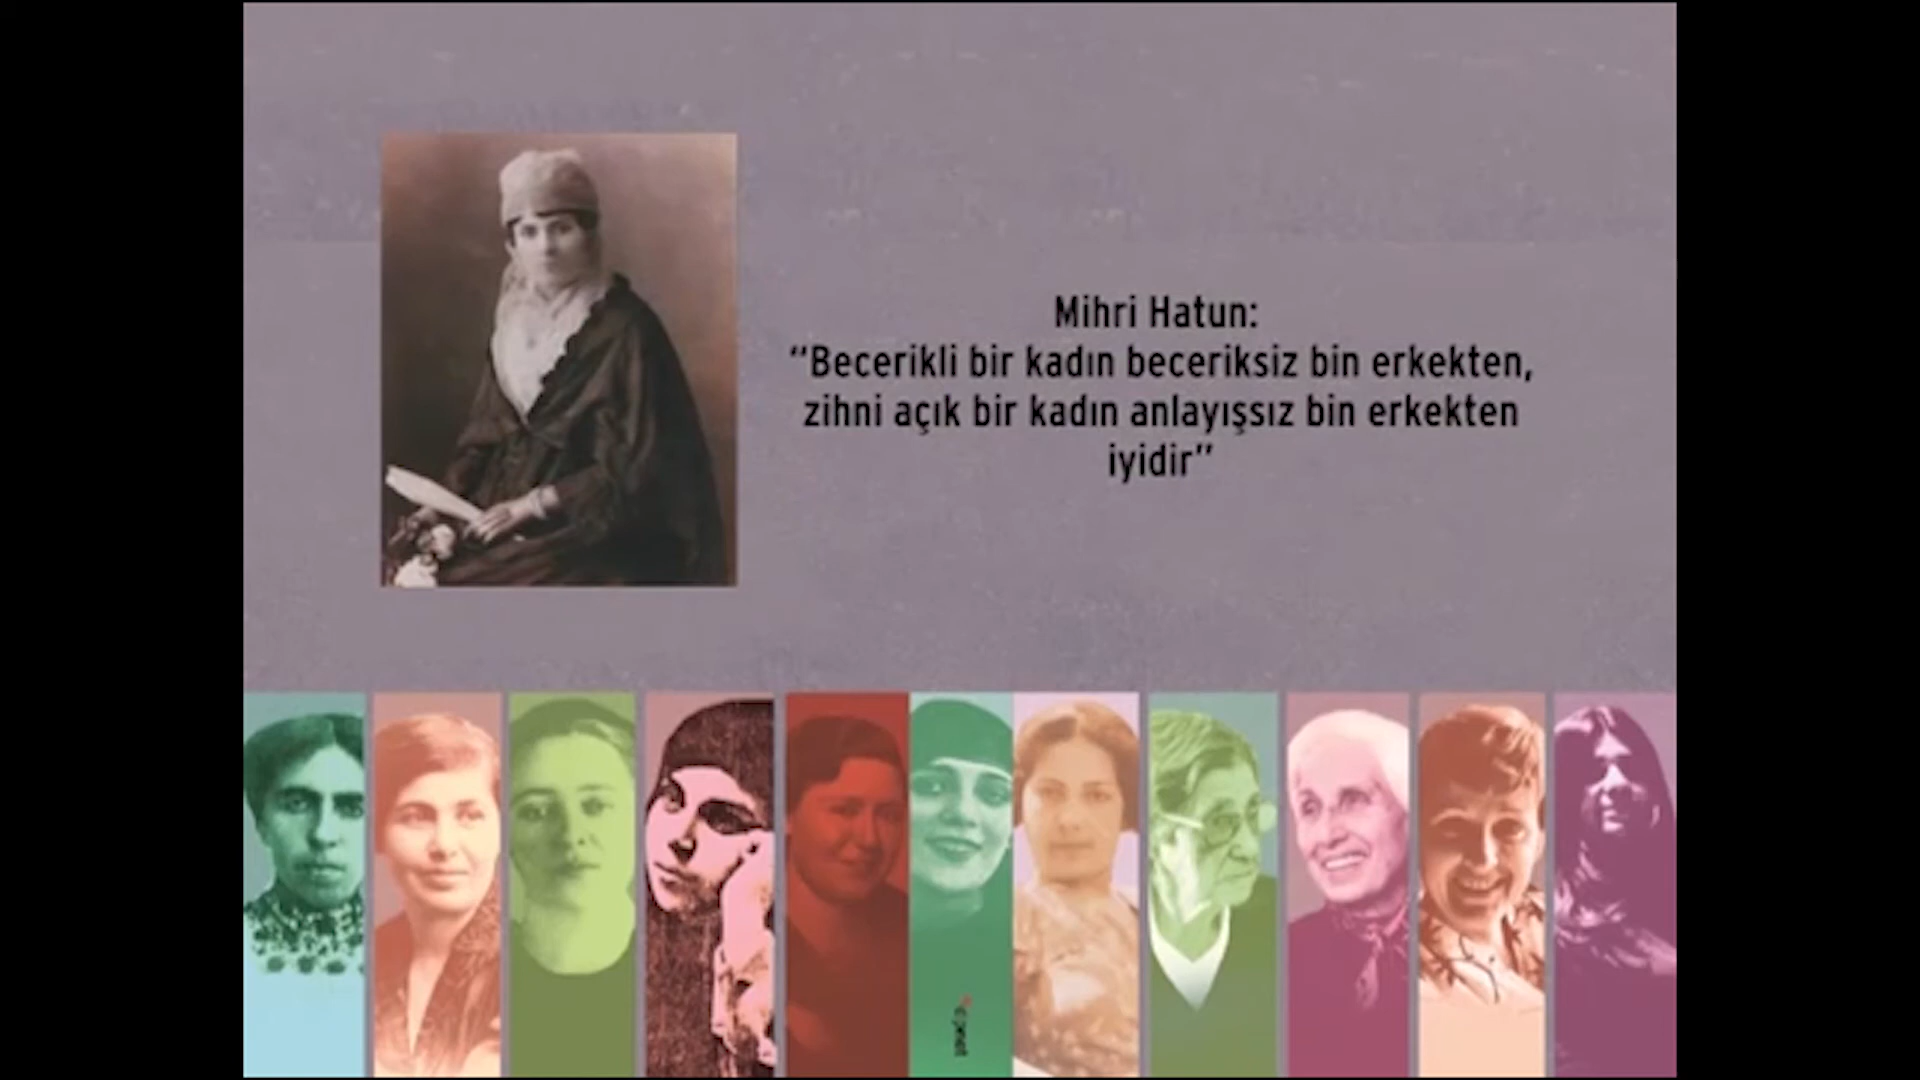 Mihri Hatun:
“Becerikli bir kadın beceriksiz bin erkekten,
zihni açık bir kadın anlayışsız bin erkekten
iyidir”